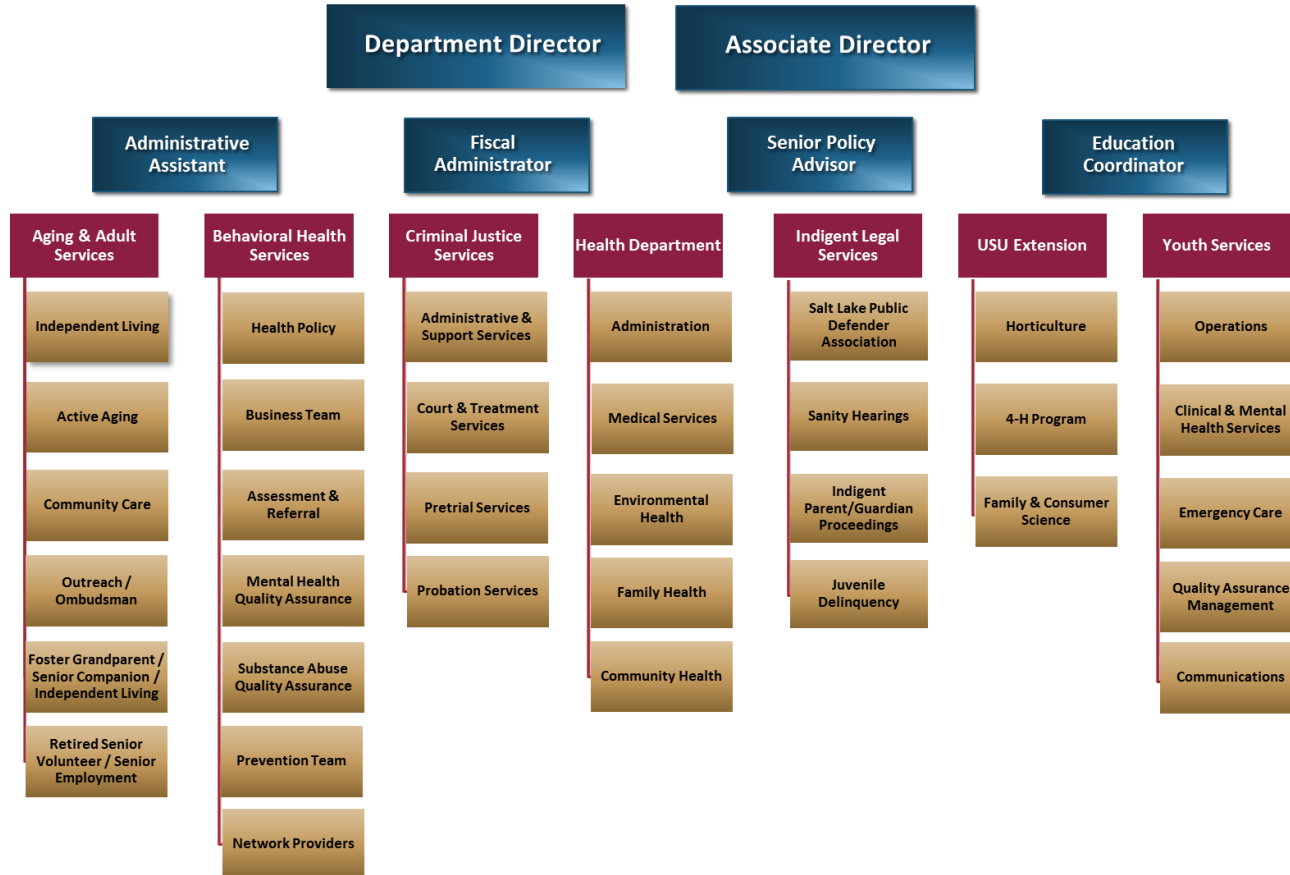 Department Director
Associate Director
Administrative
Assistant
Fiscal
Administrator
Senior Policy
Advisor
Education
Coordinator
Aging & Adult
Services
Independent Living
Active Aging
Community Care
Outreach /
Ombudsman
Foster Grandparent /
Senior Companion /
Independent Living
Retired Senior
Volunteer / Senior
Employment
Behavioral Health
Services
Health Policy
Business Team
Assessment &
Referral
Mental Health
Quality Assurance
Substance Abuse
Quality Assurance
Prevention Team
Network Providers
Criminal Justice
Services
Administrative &
Support Services
Court & Treatment
Services
Pretrial Services
Probation Services
Health Department
Administration
Medical Services
Environmental
Health
Family Health
Community Health
Indigent Legal
Services
Salt Lake Public
Defender
Association
Sanity Hearings
Indigent
Parent/Guardian
Proceedings
Juvenile
Delinquency
USU Extension
Horticulture
4-H Program
Family & Consumer
Science
Youth Services
Operations
Clinical & Mental
Health Services
Emergency Care
Quality Assurance
Management
Communications